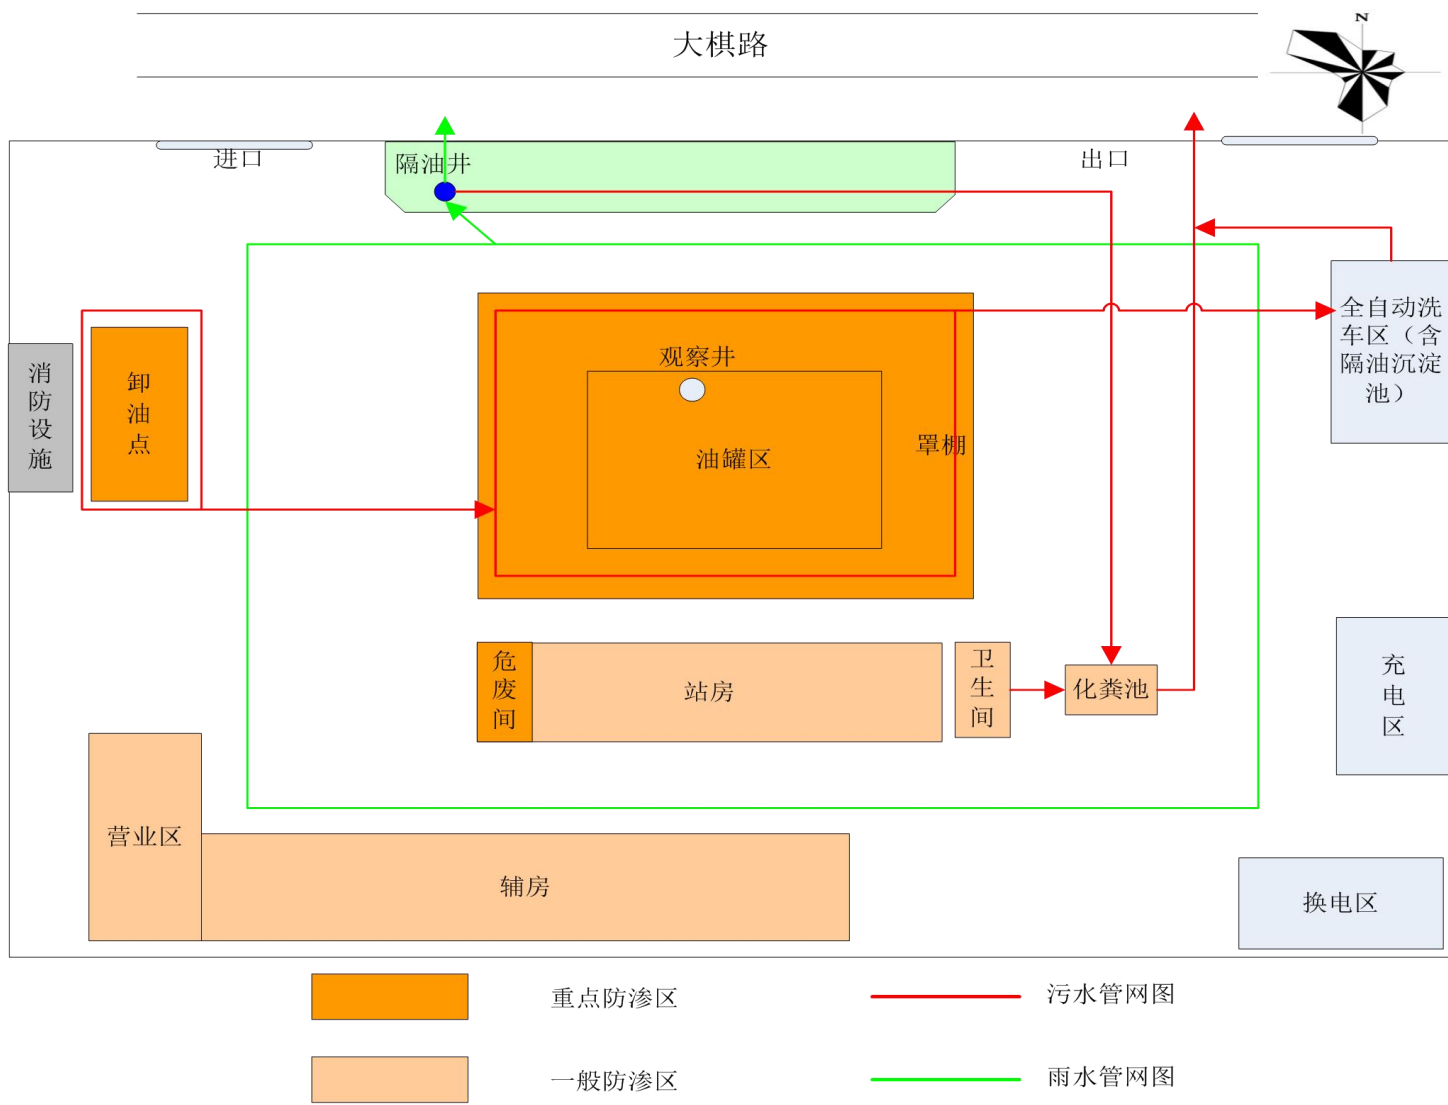 大棋路
N
进口
隔油井
出口
全自动洗
车区（含
隔油沉淀
池）
观察井
消
防
设
施
卸
油
点
罩棚
油罐区
危
废
间
站房
卫
生
间
化粪池
充
电
区
营业区
辅房
换电区
重点防渗区
污水管网图
一般防渗区
雨水管网图